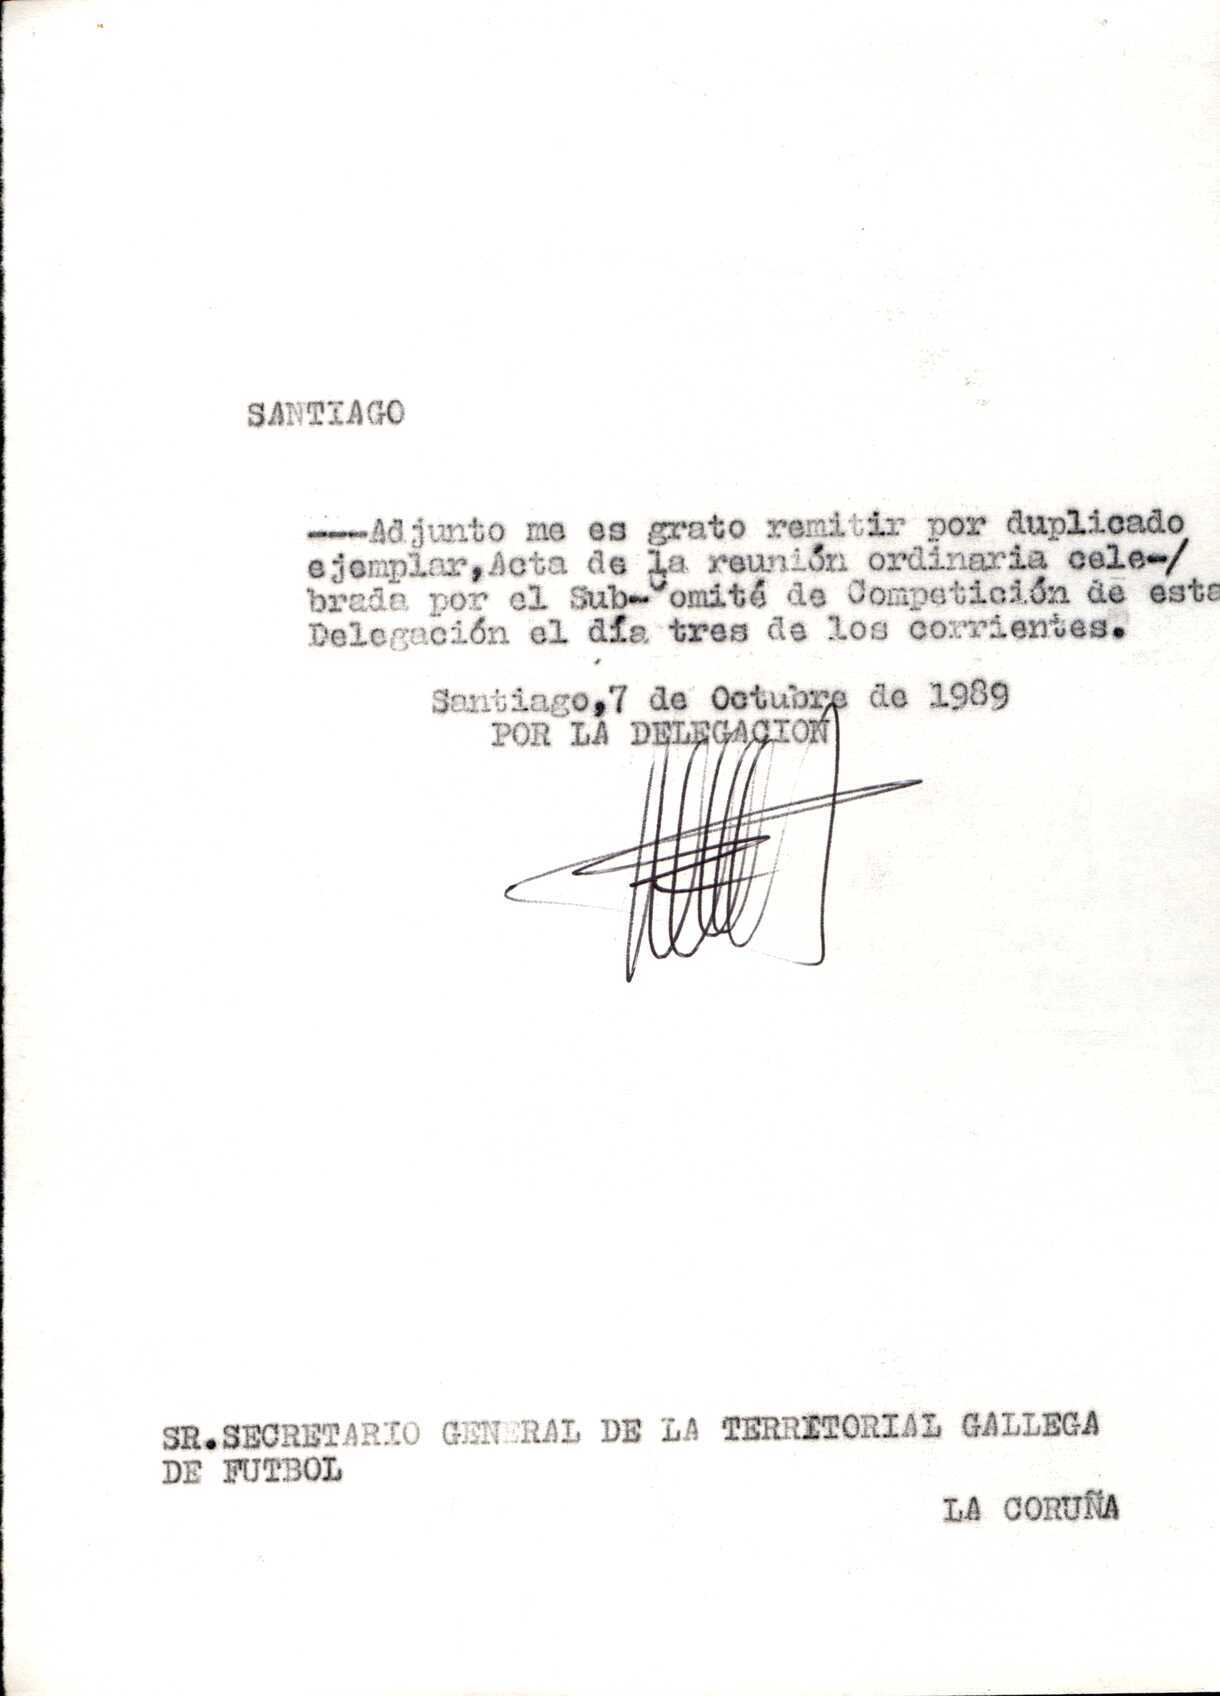 SANTIAGO
----Adjunto me es grato remitir por duplicado
ejemplar,Acta de la reunión ordinaria cele-/
brada por el Sub-Comité de Competición de esta
Delegación el día tres de los corrientes.
Santiago,7 de Octubre de 1989
POR LA DELEGACION
SR.SECRETARIO GENERAL DE LA TERRITORIAL GALLEGA
DE FUTBOL
LA CORUÑA